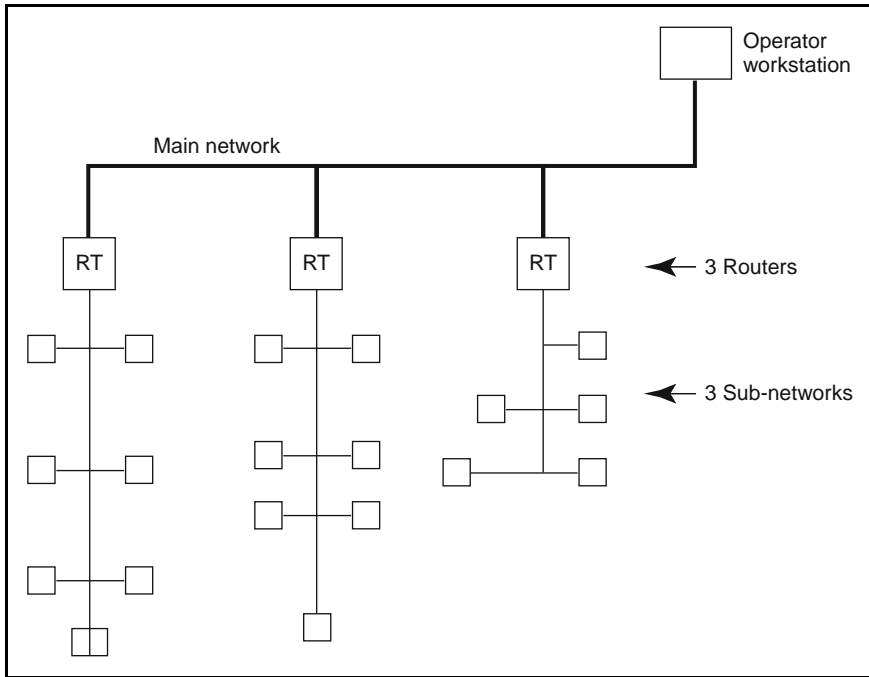 Operator
workstation
Main network
RT
RT
RT
3 Routers
3 Sub-networks